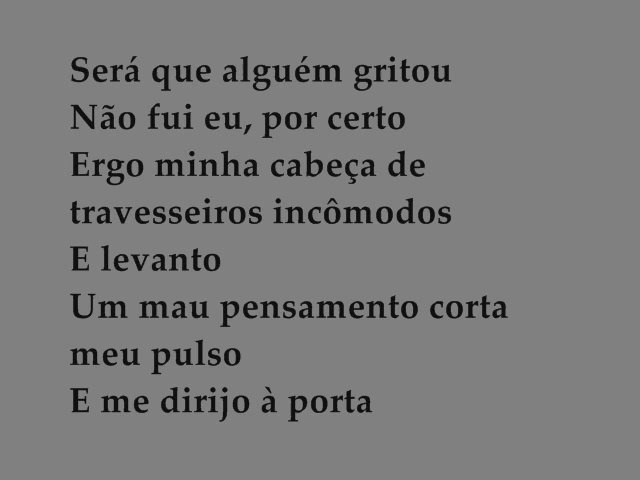 Será que alguém gritou
Não fui eu, por certo
Ergo minha cabeça de
travesseiros incômodos
E levanto
Um mau pensamento corta
meu pulso
E me dirijo à porta